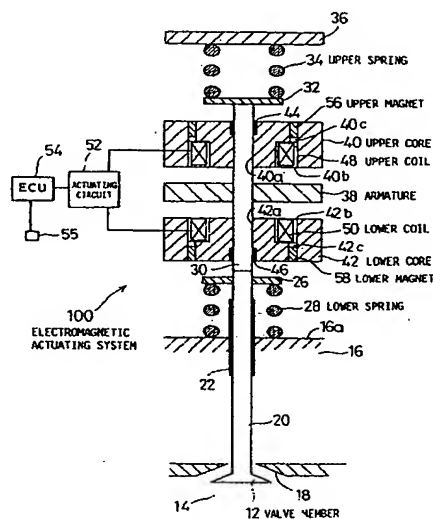 36
34 UPPER SPRING
32
44
56 UPPER MAGNET
40c
40 UPPER CORE
48 UPPER COIL
40b
40a
54
52
ECU
ACTUATING CIRCUIT
55
38 ARMATURE
42a
42b
50 LOWER COIL
42c
42 LOWER CORE
58 LOWER MAGNET
30
46
26
28 LOWER SPRING
100
ELECTROMAGNETIC
ACTUATING SYSTEM
16a
16
22
20
18
14
12 VALVE MEMBER